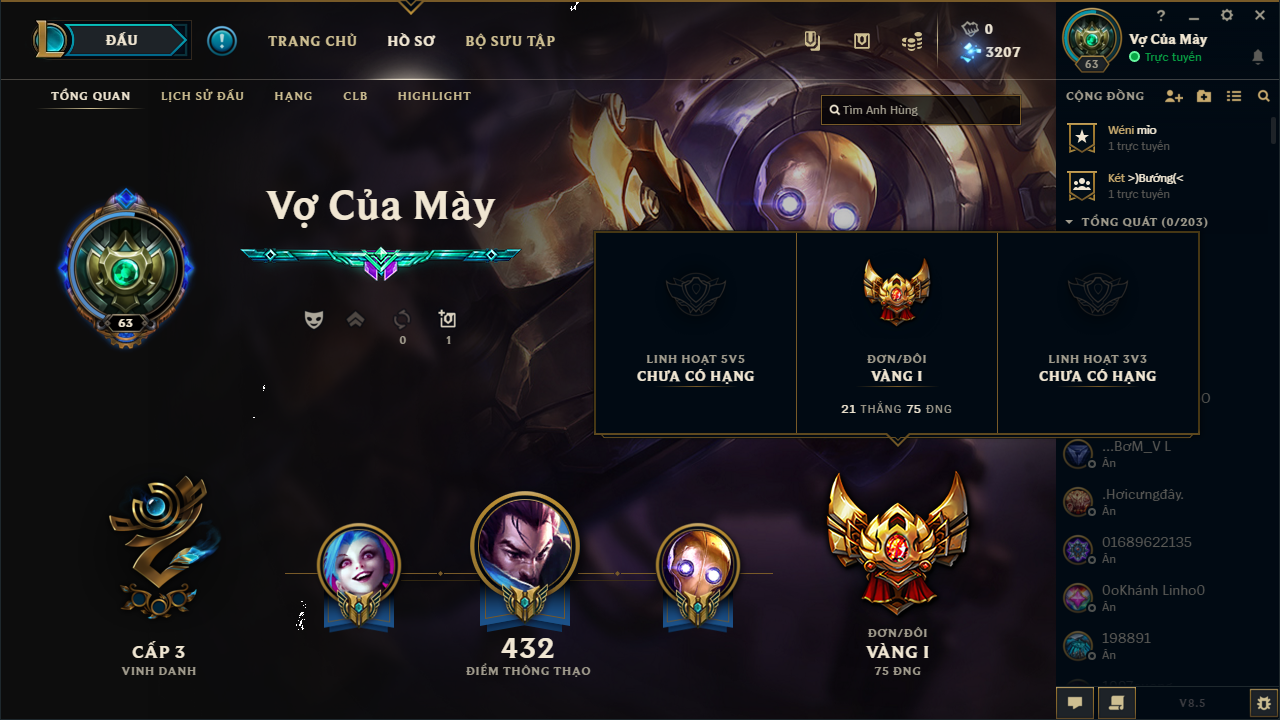 ĐẤU
TRANG CHỦ
HỒ SƠ
BỘ SƯU TẬP
0
3207
?
Vợ Của Mày
Trực tuyến
63
TỔNG QUAN
LỊCH SỬ ĐẤU
HẠNG
CLB
HIGHLIGHT
Tìm Anh Hùng
CỘNG ĐỒNG
Wéni mỉo
1 trực tuyến
Két >)Bướng(<
1 trực tuyến
TỔNG QUÁT (0/203)
Vợ Của Mày
63
0
1
LINH HOẠT 5V5
CHƯA CÓ HẠNG
ĐƠN/ĐÔI
VÀNG I
21 THẮNG 75 ĐNG
LINH HOẠT 3V3
CHƯA CÓ HẠNG
...BơM_V L
Ẩn
.Hơicưngđây.
Ẩn
01689622135
Ẩn
0oKhánh Linho0
Ẩn
198891
Ẩn
CẤP 3
VINH DANH
432
ĐIỂM THÔNG THẠO
ĐƠN/ĐÔI
VÀNG I
75 ĐNG
V8.5